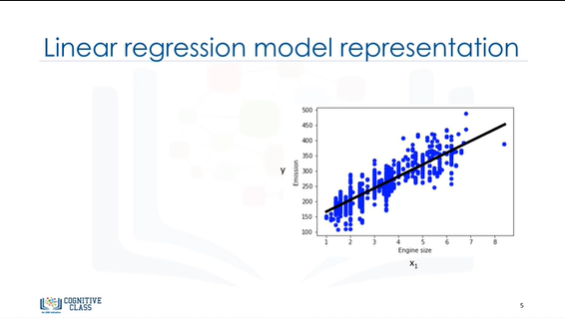 Linear regression model representation
500
450
400
350
300
250
200
150
100
y
Emission
1 2 3 4 5 6 7 8
Engine size
x1
COGNITIVE
CLASS
5